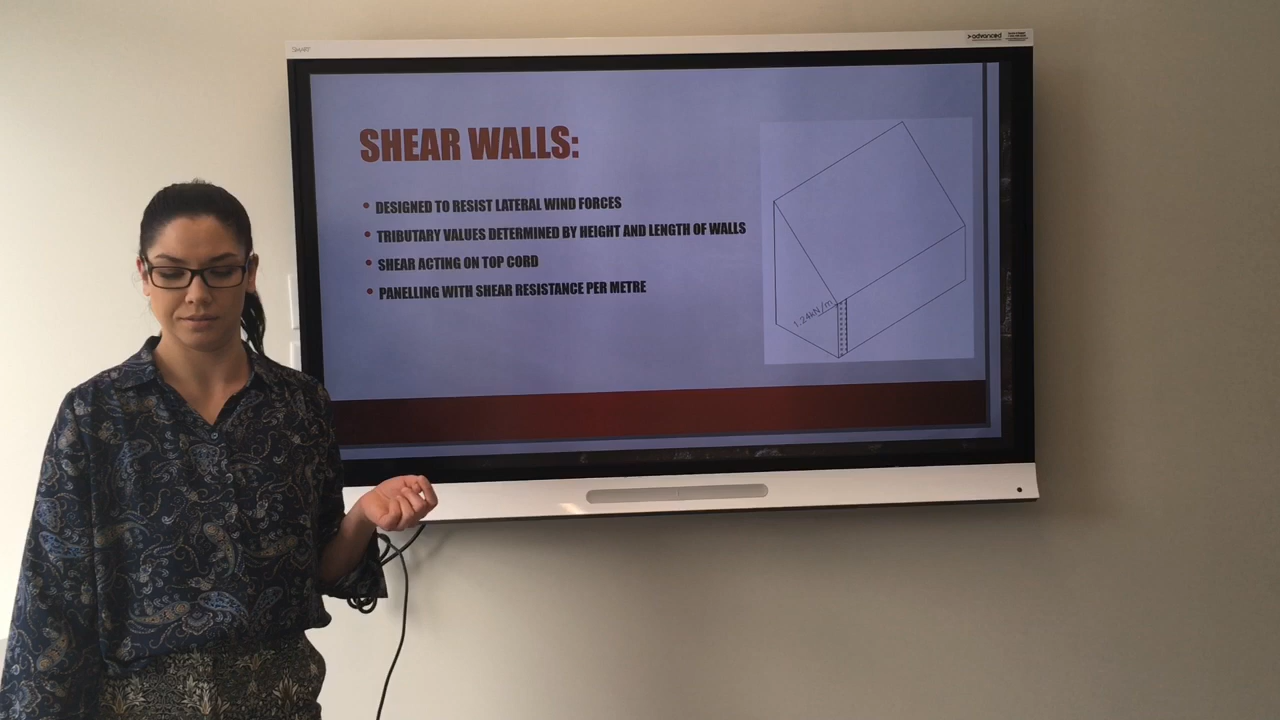 SMART
advanced
SHEAR WALLS:
• DESIGNED TO RESIST LATERAL WIND FORCES
• TRIBUTARY VALUES DETERMINED BY HEIGHT AND LENGTH OF WALLS
• SHEAR ACTING ON TOP CORD
• PANELLING WITH SHEAR RESISTANCE PER METRE
1.24kN/m